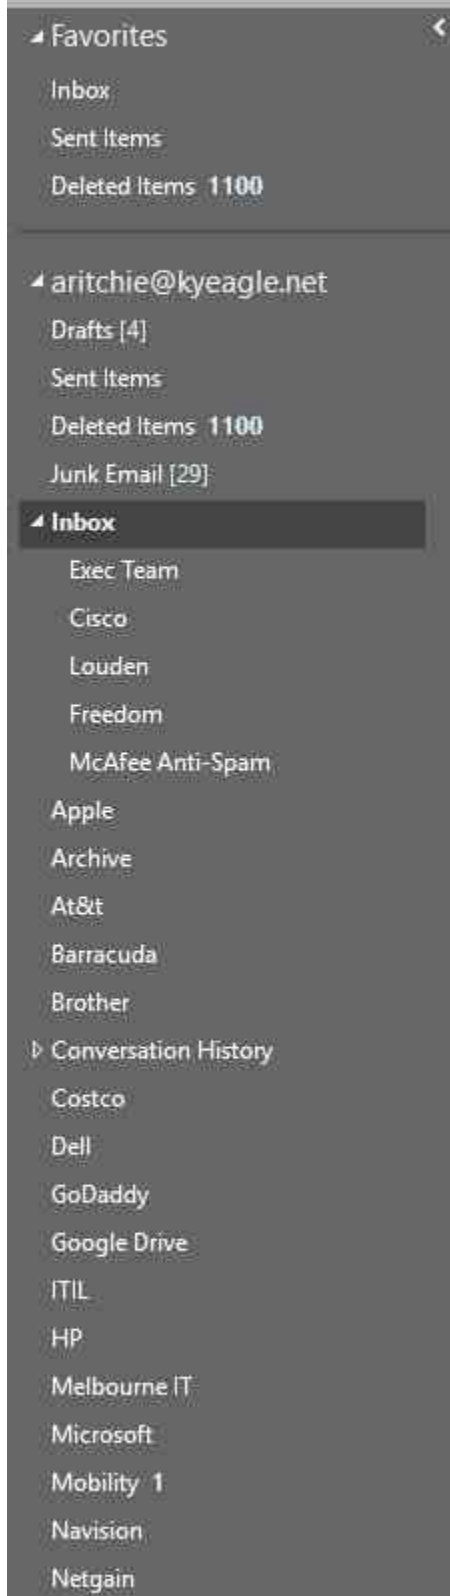 Favorites
Inbox
Sent Items
Deleted Items 1100
aritchie@kyeagle.net
Drafts [4]
Sent Items
Deleted Items 1100
Junk Email [29]
Inbox
Exec Team
Cisco
Louden
Freedom
McAfee Anti-Spam
Apple
Archive
At&t
Barracuda
Brother
Conversation History
Costco
Dell
GoDaddy
Google Drive
ITIL
HP
Melbourne IT
Microsoft
Mobility 1
Navision
Netgain